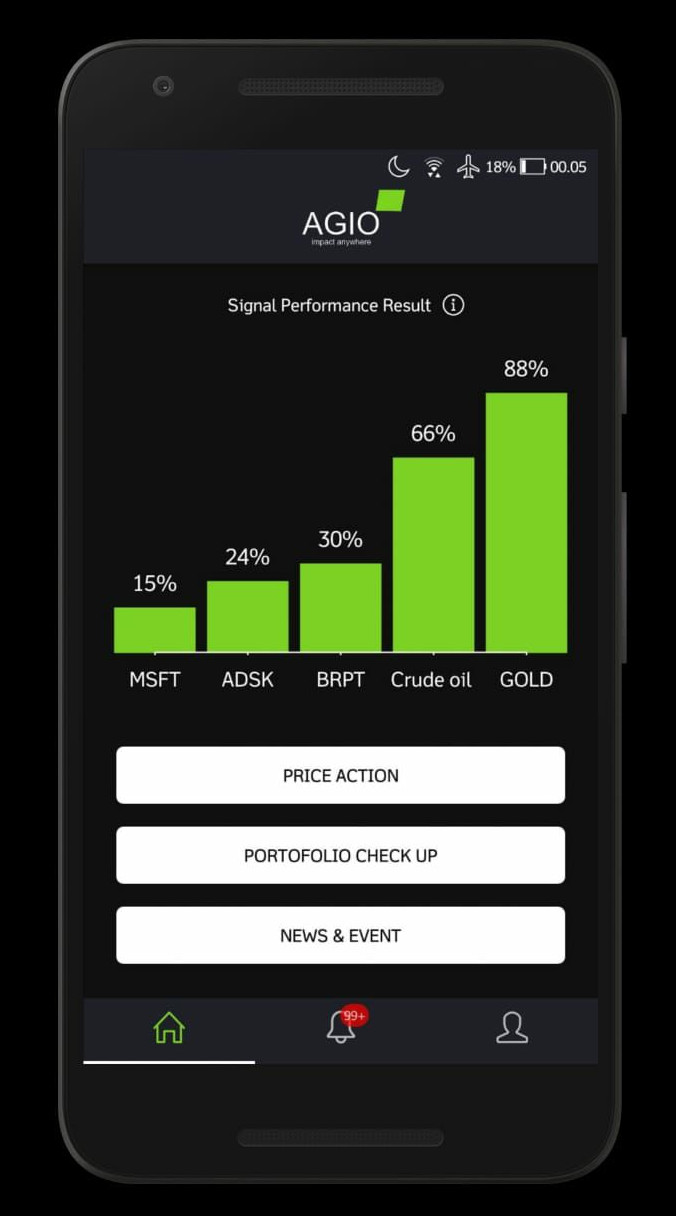 18% 00.05
AGIO
impact anywhere
Signal Performance Result
88%
66%
30%
24%
15%
MSFT ADSK BRPT Crude oil GOLD
PRICE ACTION
PORTOFOLIO CHECK UP
NEWS & EVENT
99+